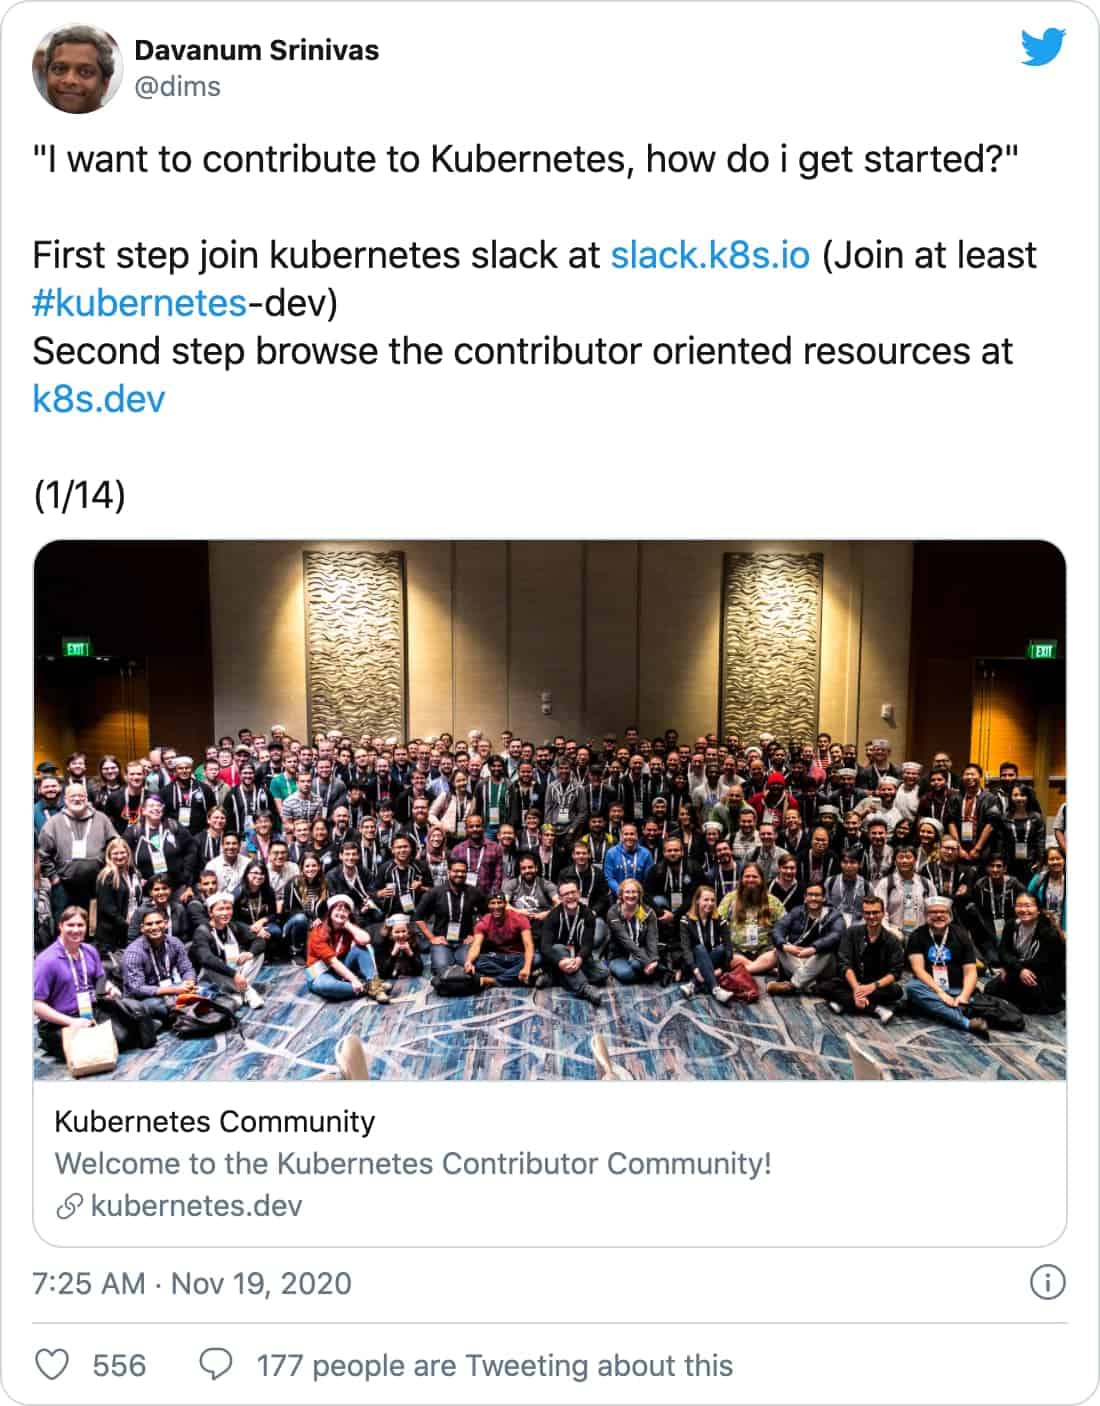 Davanum Srinivas
@dims
"I want to contribute to Kubernetes, how do i get started?"
First step join kubernetes slack at slack.k8s.io (Join at least
#kubernetes-dev)
Second step browse the contributor oriented resources at
k8s.dev
(1/14)
EXIT
EXIT
Kubernetes Community
Welcome to the Kubernetes Contributor Community!
kubernetes.dev
7:25 AM · Nov 19, 2020
556
177 people are Tweeting about this